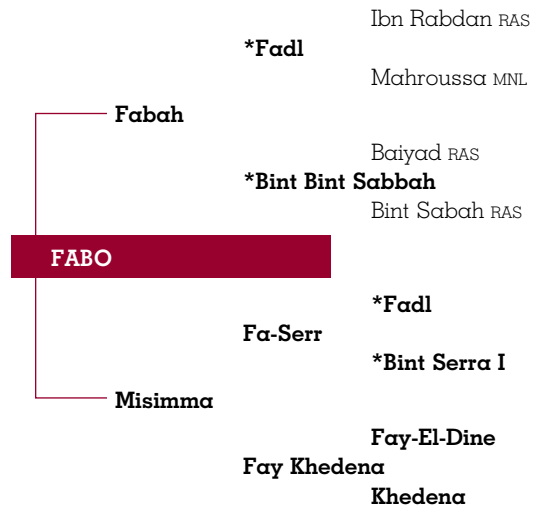 Ibn Rabdan RAS
*Fadl
Mahroussa MNL
Fabah
Baiyad RAS
*Bint Bint Sabbah
Bint Sabah RAS
FABO
*Fadl
Fa-Serr
*Bint Serra I
Misimma
Fay-El-Dine
Fay Khedena
Khedena